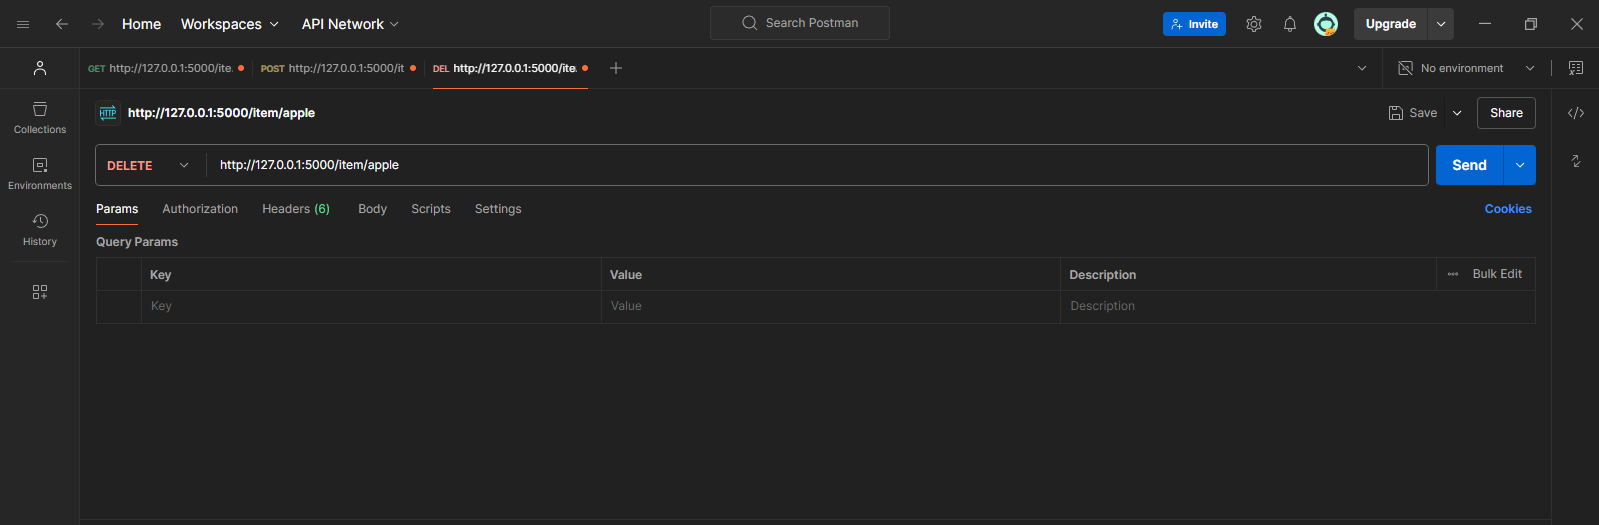 Home Workspaces API Network Search Postman Invite Upgrade
GET http://127.0.0.1:5000/ite POST http://127.0.0.1:5000/it DEL http://127.0.0.1:5000/ite No environment
HTTP http://127.0.0.1:5000/item/apple Save Share
Collections
DELETE http://127.0.0.1:5000/item/apple Send
Environments
Params Authorization Headers (6) Body Scripts Settings Cookies
History
Query Params
Key Value Description Bulk Edit
Key Value Description